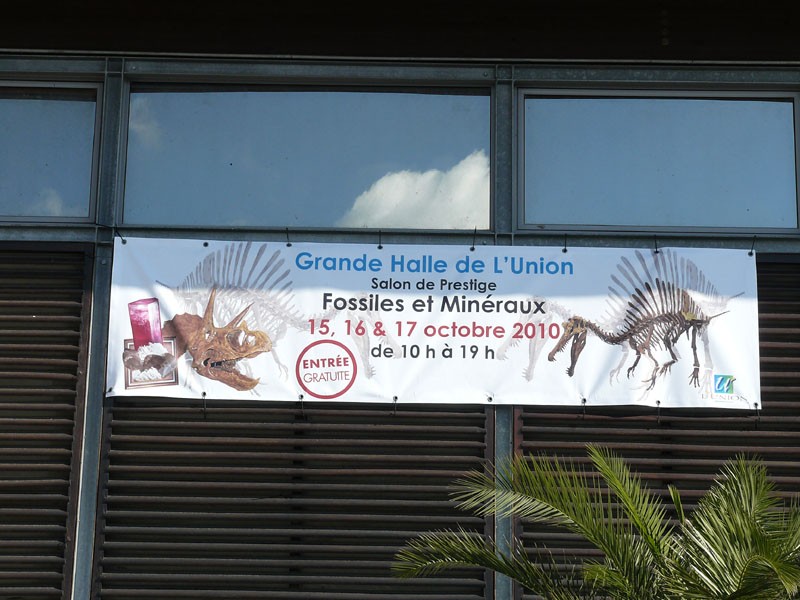 Grande Halle de L'Union
Salon de Prestige
Fossiles et Minéraux
15, 16 & 17 octobre 2010
de 10 h à 19 h
ENTRÉE
GRATUITE
L'UNION